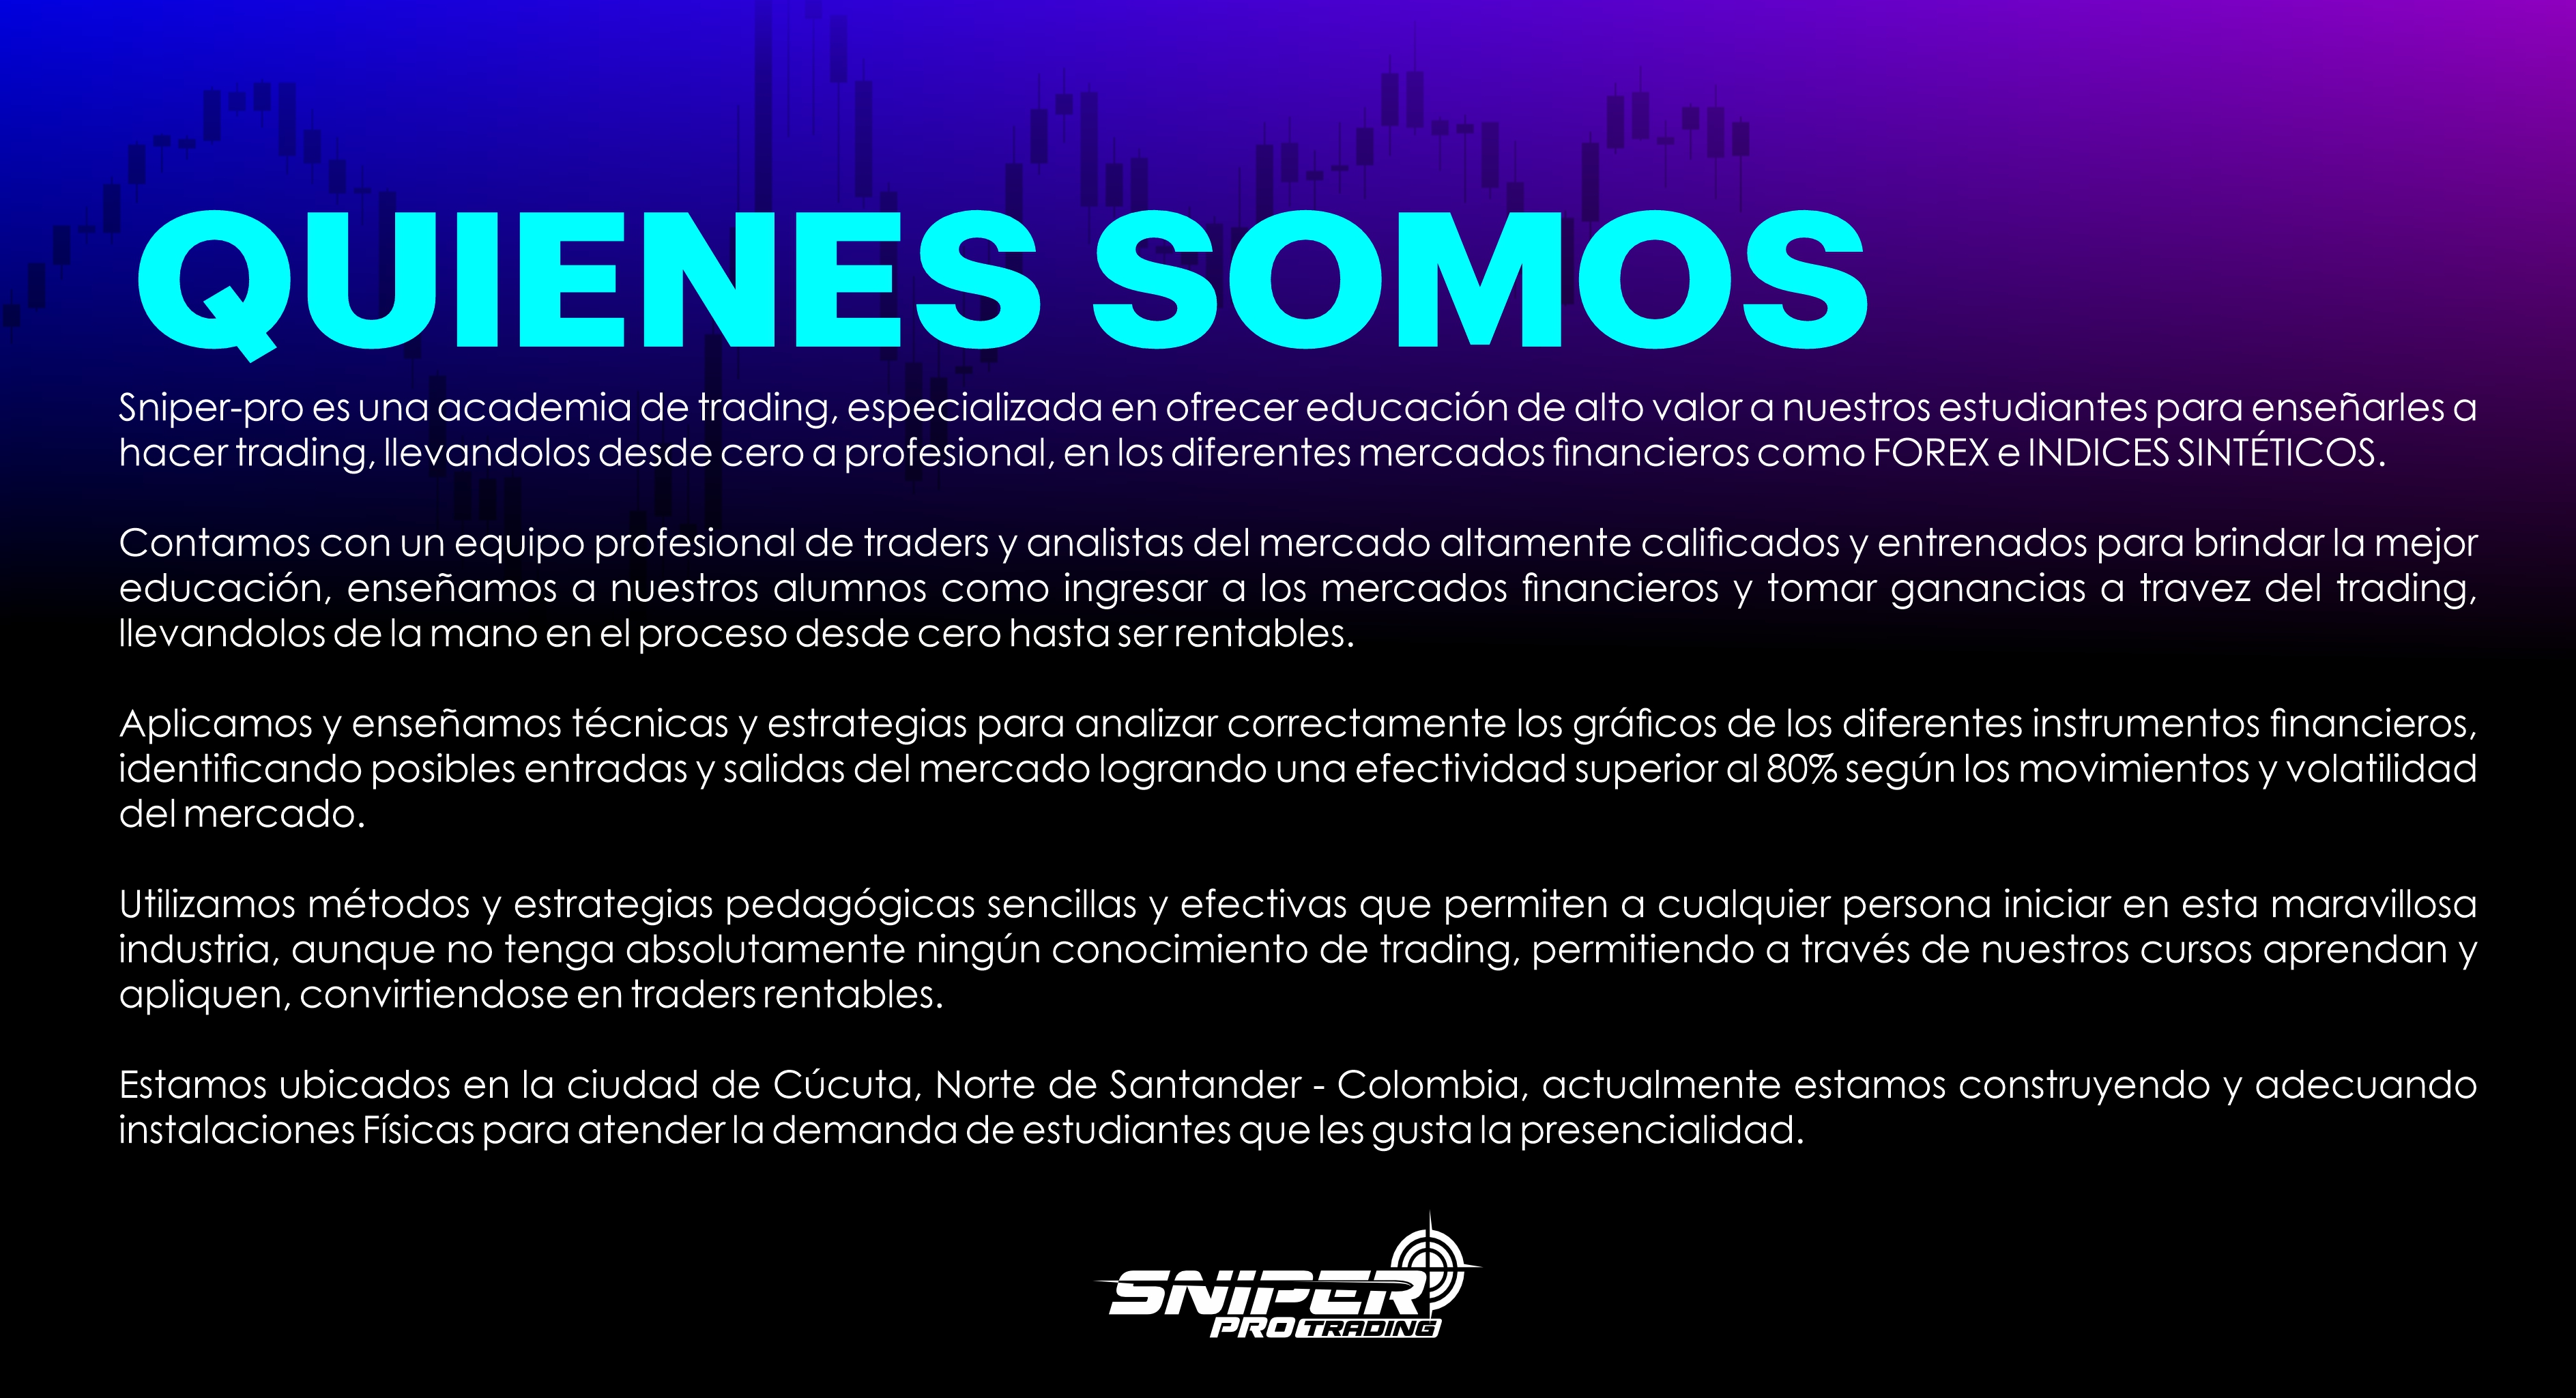 QUIENES SOMOS
Sniper-pro es una academia de trading, especializada en ofrecer educación de alto valor a nuestros estudiantes para enseñarles a
hacer trading, llevandolos desde cero a profesional, en los diferentes mercados financieros como FOREX e INDICES SINTÉTICOS.
Contamos con un equipo profesional de traders y analistas del mercado altamente calificados y entrenados para brindar la mejor
educación, enseñamos a nuestros alumnos como ingresar a los mercados financieros y tomar ganancias a travez del trading,
llevandolos de la mano en el proceso desde cero hasta ser rentables.
Aplicamos y enseñamos técnicas y estrategias para analizar correctamente los gráficos de los diferentes instrumentos financieros,
identificando posibles entradas y salidas del mercado logrando una efectividad superior al 80% según los movimientos y volatilidad
del mercado.
Utilizamos métodos y estrategias pedagógicas sencillas y efectivas que permiten a cualquier persona iniciar en esta maravillosa
industria, aunque no tenga absolutamente ningún conocimiento de trading, permitiendo a través de nuestros cursos aprendan y
apliquen, convirtiendose en traders rentables.
Estamos ubicados en la ciudad de Cúcuta, Norte de Santander - Colombia, actualmente estamos construyendo y adecuando
instalaciones Físicas para atender la demanda de estudiantes que les gusta la presencialidad.
SNIPER
PRO TRADING